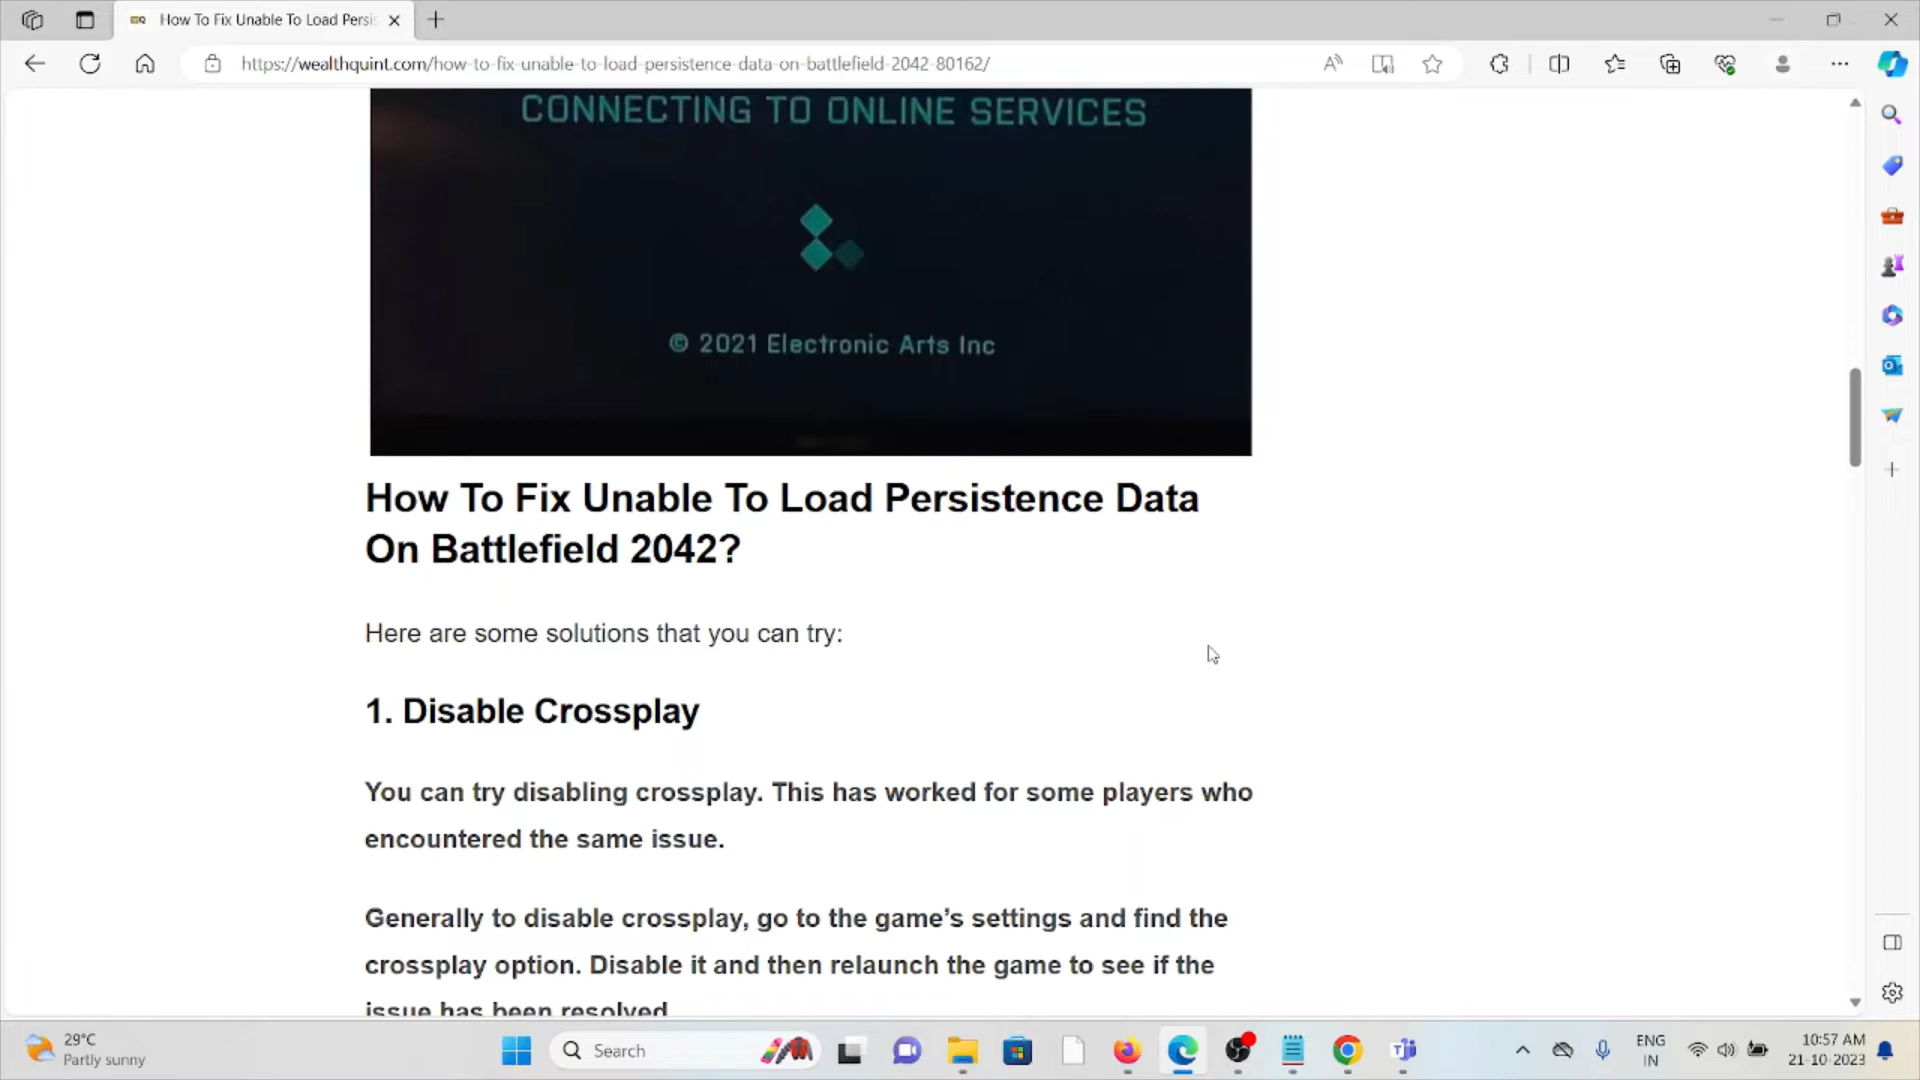 How To Fix Unable To Load Persis
https://wealthquint.com/how-to-fix-unable-to-load-persistence-data-on-battlefield-2042-80162/
CONNECTING TO ONLINE SERVICES
© 2021 Electronic Arts Inc
How To Fix Unable To Load Persistence Data
On Battlefield 2042?
Here are some solutions that you can try:
1. Disable Crossplay
You can try disabling crossplay. This has worked for some players who
encountered the same issue.
Generally to disable crossplay, go to the game’s settings and find the
crossplay option. Disable it and then relaunch the game to see if the
issue has been resolved
29°C
Partly sunny
Search
ENG
IN
10:57 AM
21-10-2023